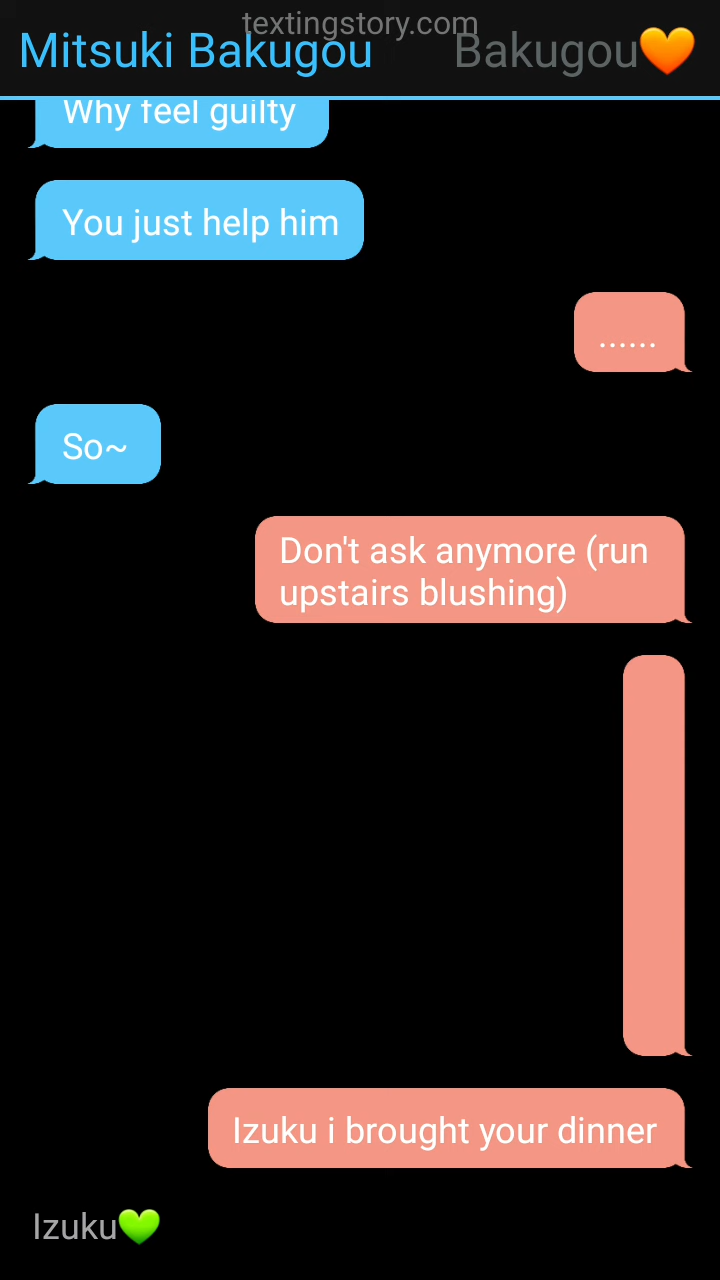 textingstory.com
Mitsuki Bakugou
Bakugou🧡
Why feel guilty
You just help him
......
So~
Don't ask anymore (run
upstairs blushing)
Izuku i brought your dinner
Izuku💚